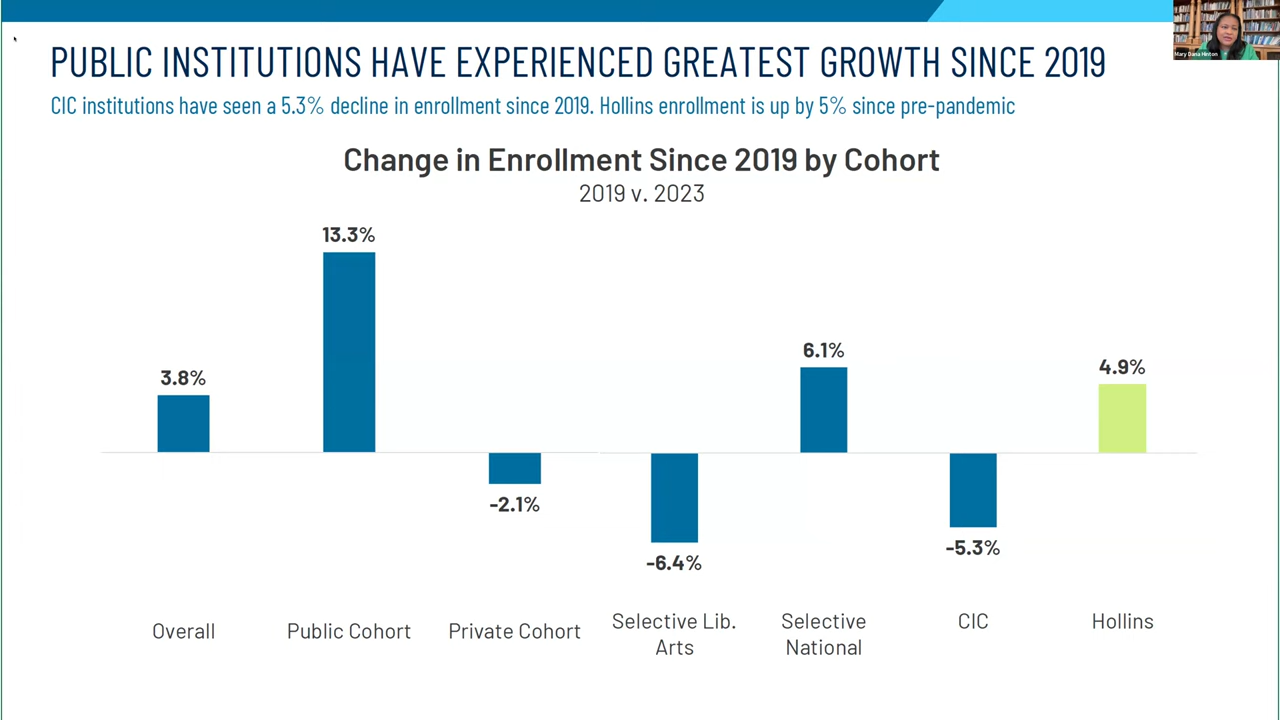 Mary Dana Hinton
PUBLIC INSTITUTIONS HAVE EXPERIENCED GREATEST GROWTH SINCE 2019
CIC institutions have seen a 5.3% decline in enrollment since 2019. Hollins enrollment is up by 5% since pre-pandemic
Change in Enrollment Since 2019 by Cohort
2019 v. 2023
3.8%
13.3%
-2.1%
-6.4%
6.1%
-5.3%
4.9%
Overall
Public Cohort
Private Cohort
Selective Lib.
Arts
Selective
National
CIC
Hollins